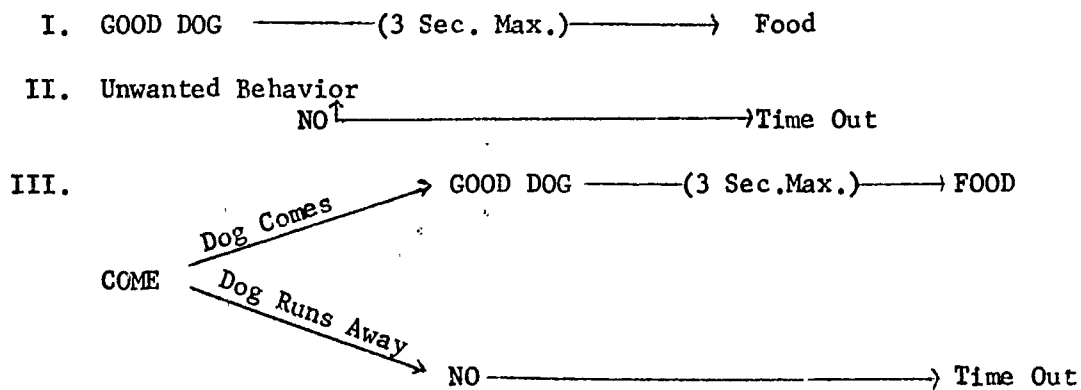 I. GOOD DOG (3 Sec. Max.) Food
II. Unwanted Behavior
NO Time Out
III. GOOD DOG (3 Sec.Max.) FOOD
Dog Comes
COME
Dog Runs Away
NO Time Out